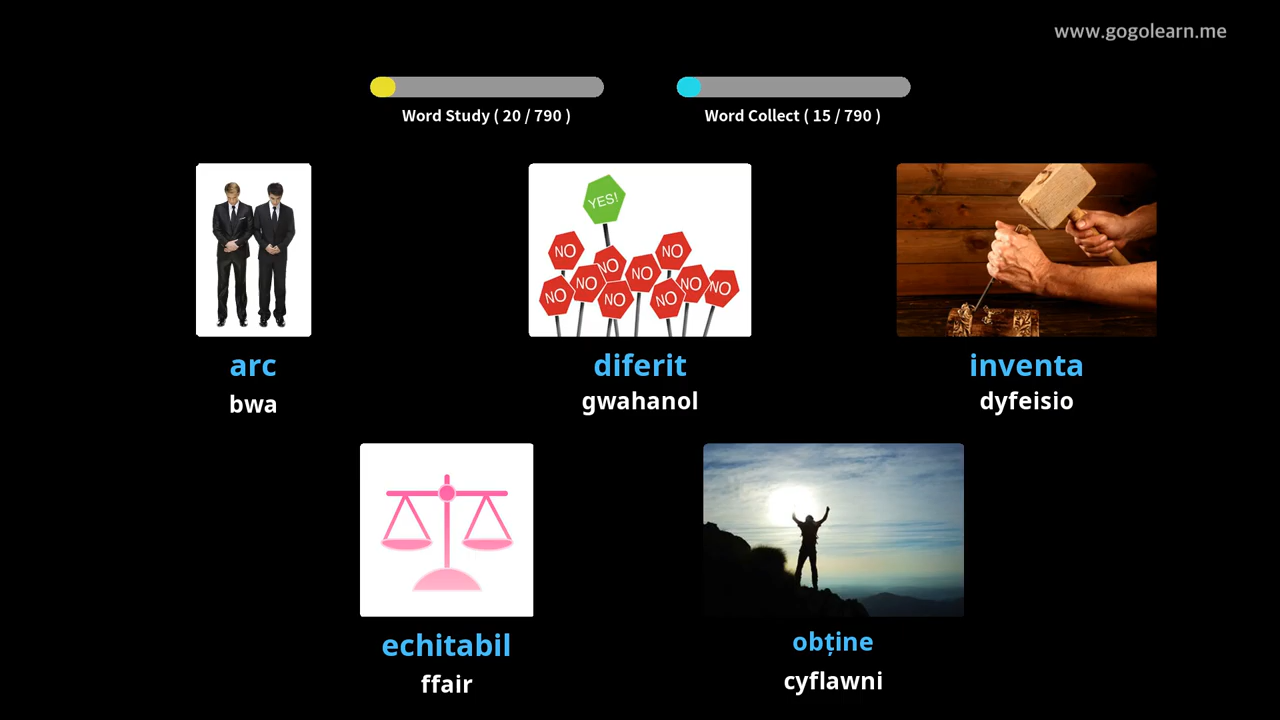 www.gogolearn.me
Word Study ( 20 / 790 )
Word Collect ( 15 / 790 )
YES!
NO
NO
NO
NO
NO
NO
NO
NO
NO
NO
arc
bwa
diferit
gwahanol
inventa
dyfeisio
echitabil
ffair
obține
cyflawni